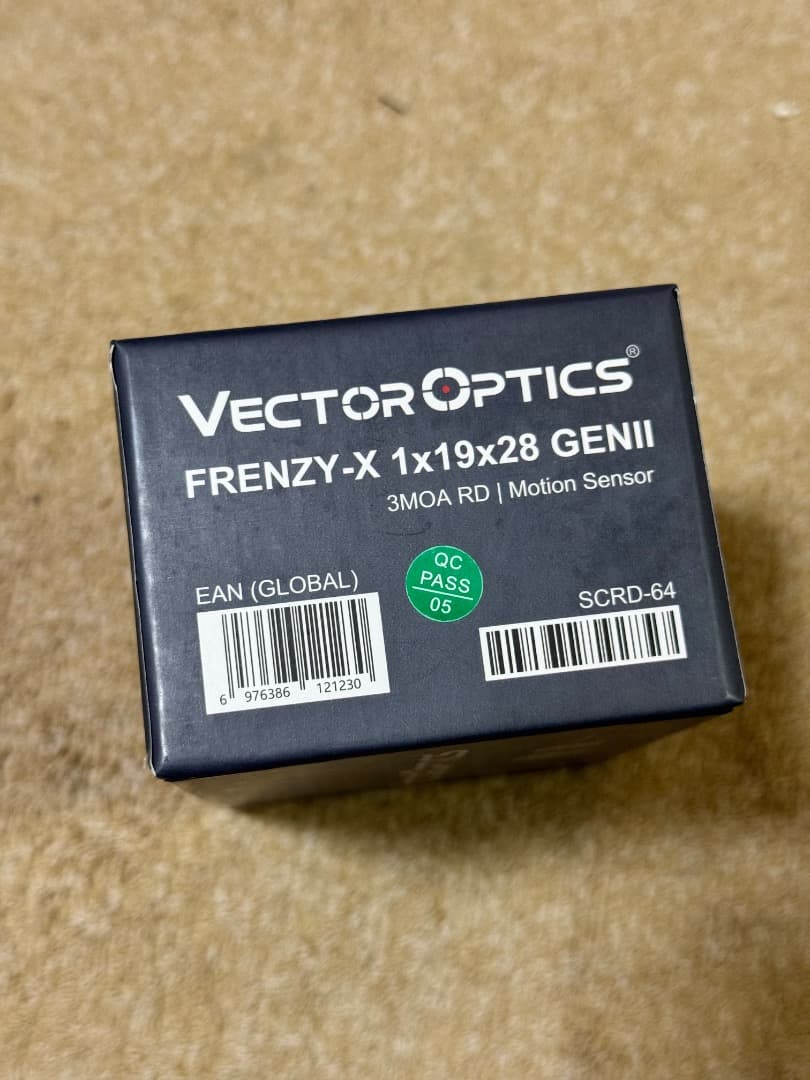 VECTOR OPTICS®
FRENZY-X 1x19x28 GENII
3MOA RD | Motion Sensor
QC
PASS
05
EAN (GLOBAL)
SCRD-64
6 976386 121230